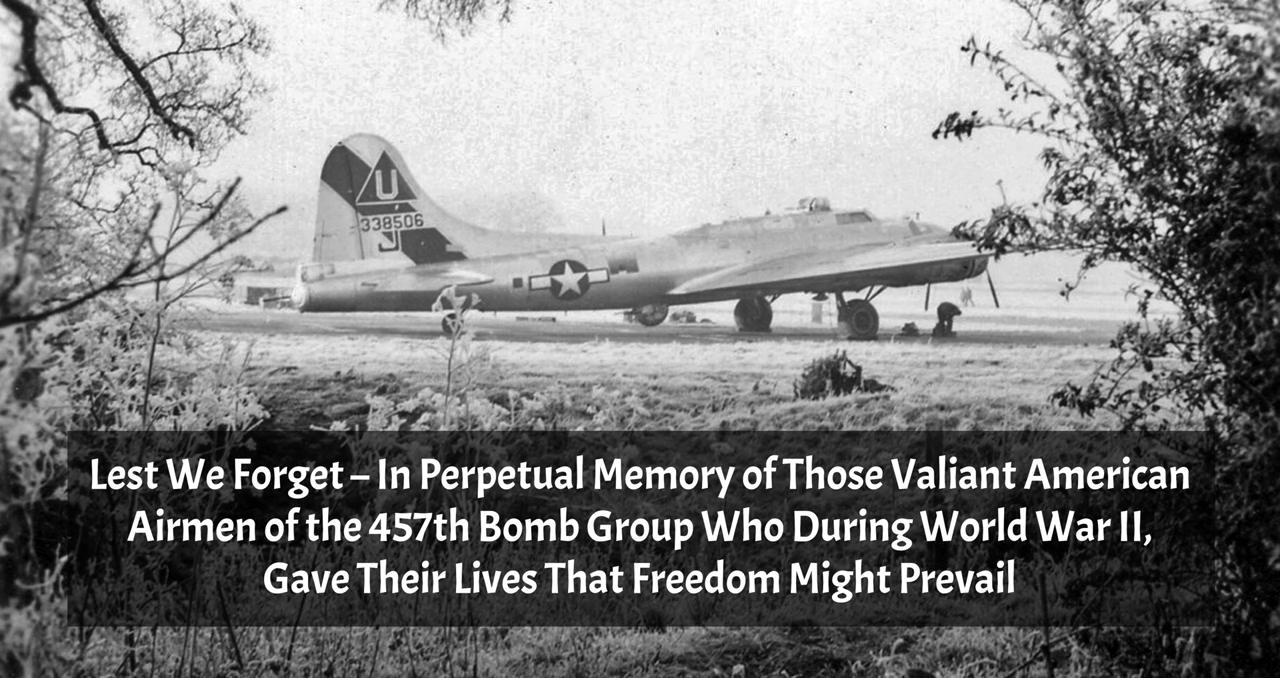 U
338506
J
Lest We Forget – In Perpetual Memory of Those Valiant American
Airmen of the 457th Bomb Group Who During World War II,
Gave Their Lives That Freedom Might Prevail